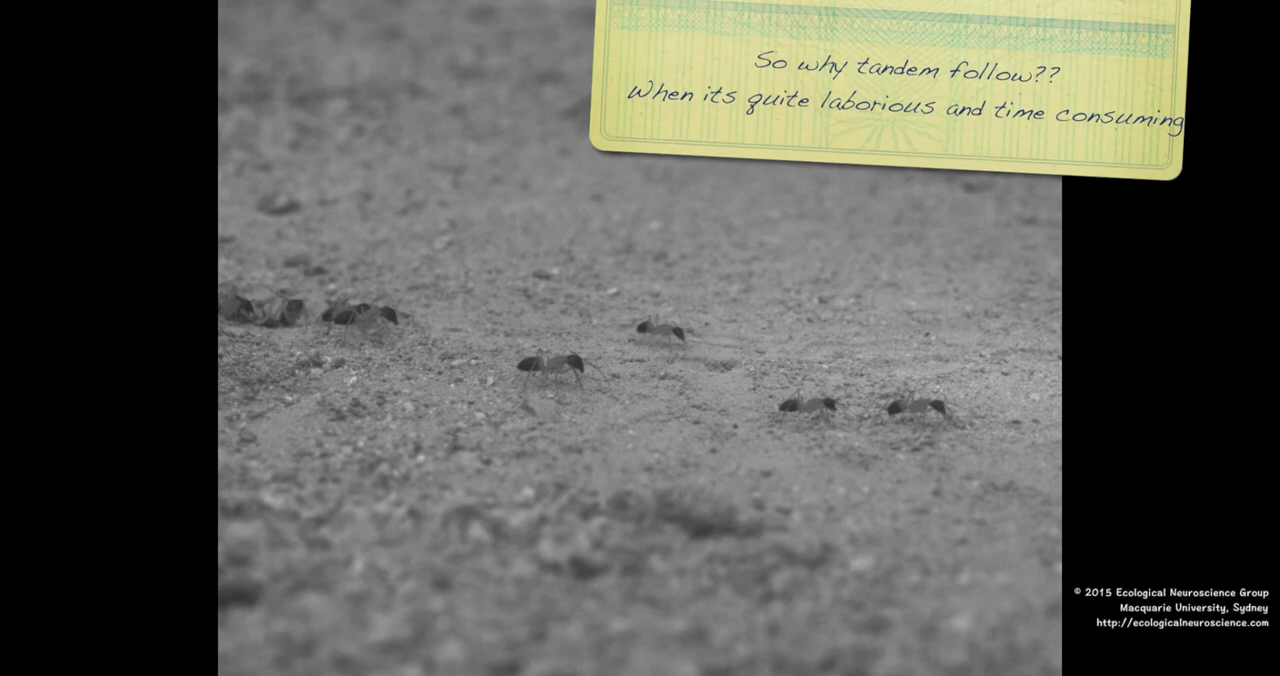 So why tandem follow??
When its quite laborious and time consuming
© 2015 Ecological Neuroscience Group
Macquarie University, Sydney
http://ecologicalneuroscience.com